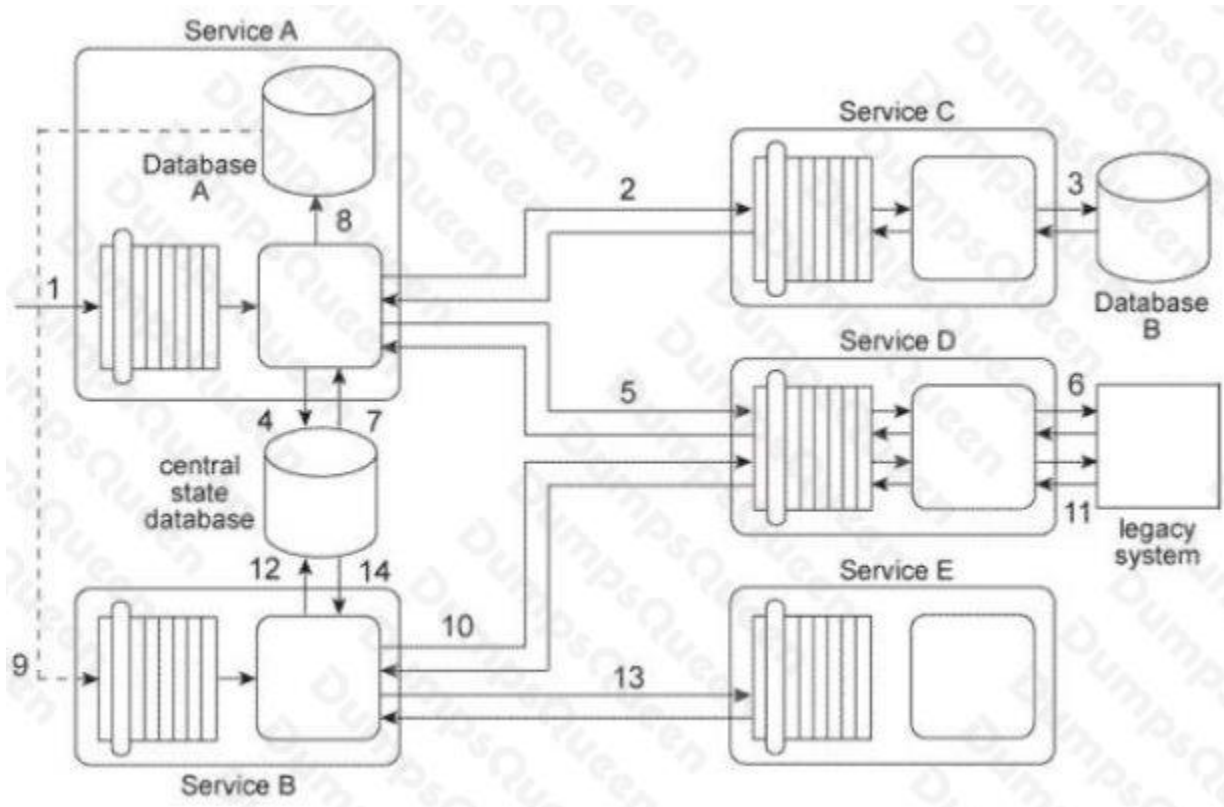 Service A
Database
A
8
1
4
7
central
state
database
12
14
9
Service B
2
5
10
13
Service C
3
Database
B
Service D
6
11
legacy
system
Service E
DumpsQueen